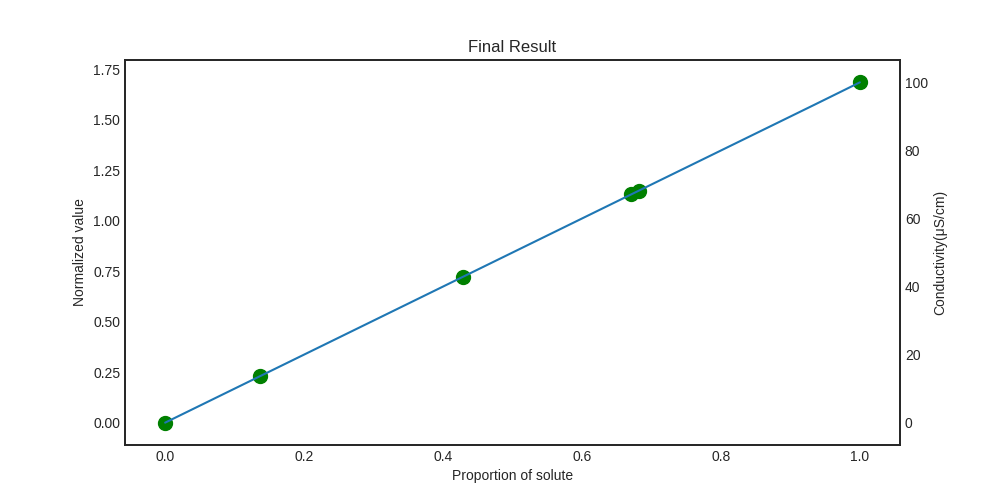 Final Result
1.75
1.50
1.25
1.00
0.75
0.50
0.25
0.00
Normalized value
100
80
60
40
20
0
Conductivity(μS/cm)
0.0 0.2 0.4 0.6 0.8 1.0
Proportion of solute